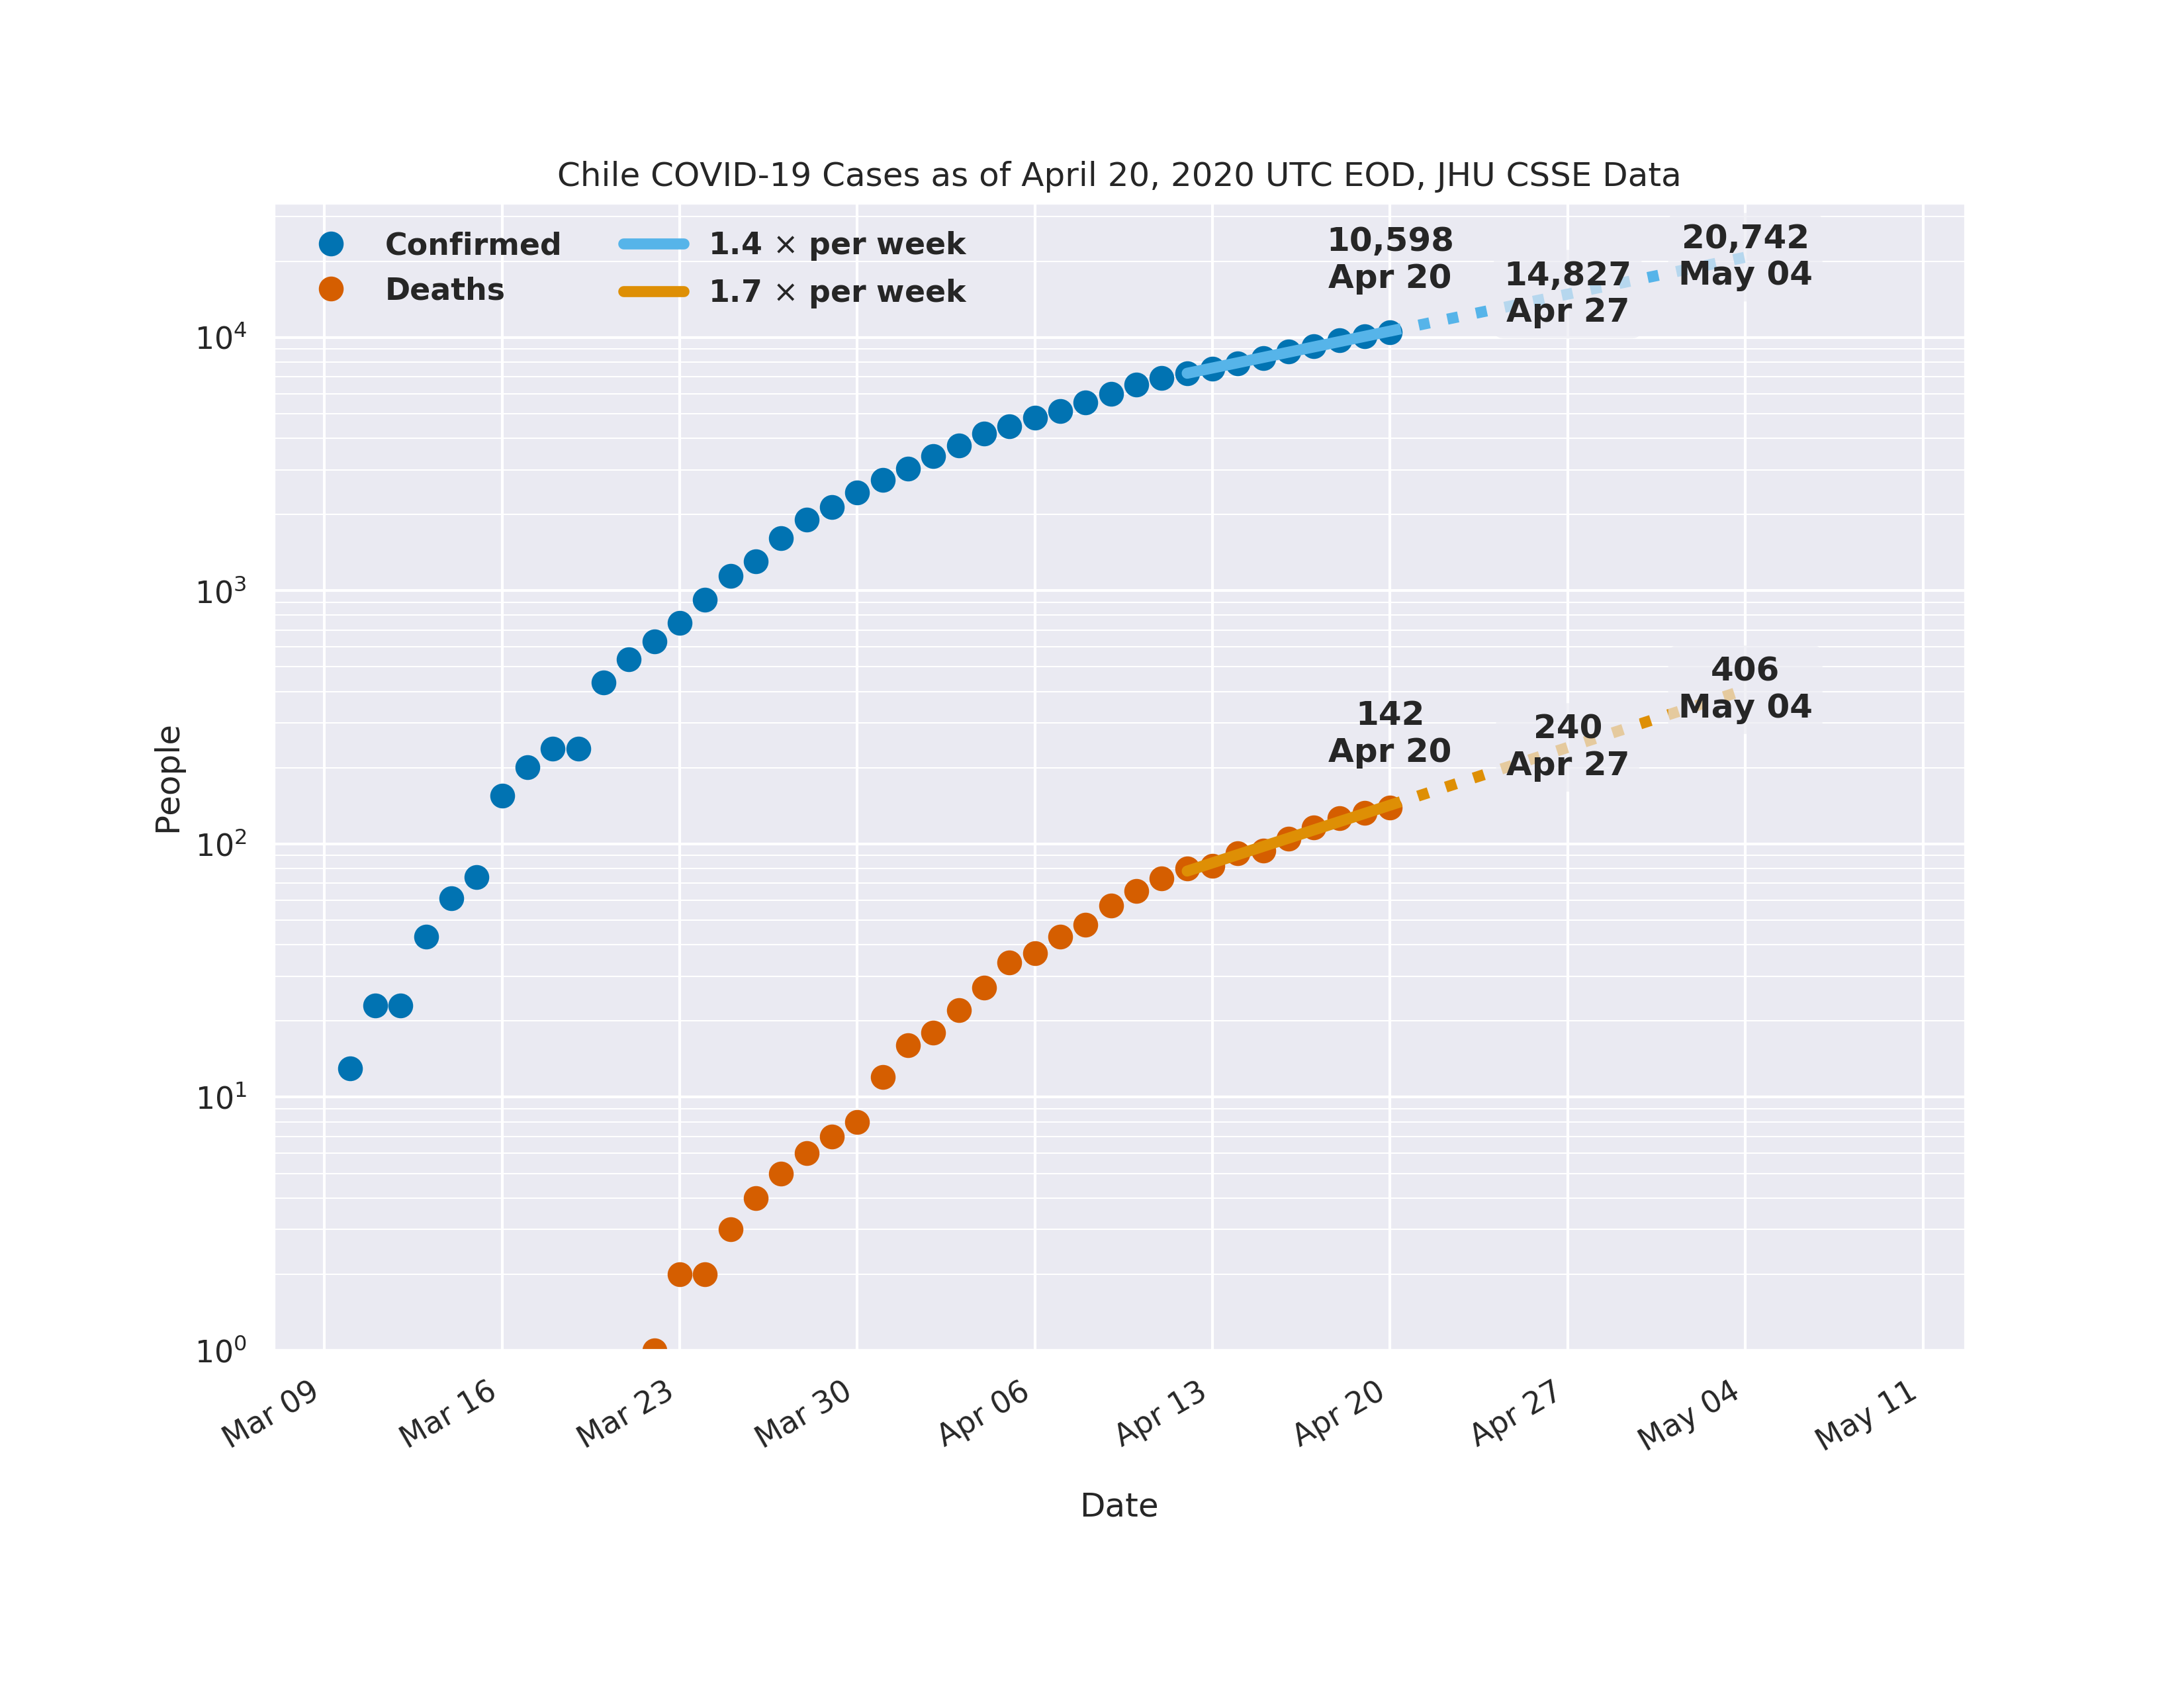 Chile COVID-19 Cases as of April 20, 2020 UTC EOD, JHU CSSE Data
Confirmed
Deaths
1.4 × per week
1.7 × per week
10,598
Apr 20
14,827
Apr 27
20,742
May 04
142
Apr 20
240
Apr 27
406
May 04
People
10⁴
10³
10²
10¹
10⁰
Mar 09
Mar 16
Mar 23
Mar 30
Apr 06
Apr 13
Apr 20
Apr 27
May 04
May 11
Date